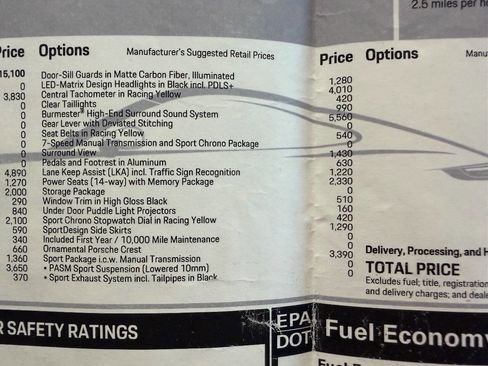 2.5 miles per ho
Price Options Manufacturer's Suggested Retail Prices Price Options Manu
15,100 Door-Sill Guards in Matte Carbon Fiber, Illuminated 1,280
0 LED-Matrix Design Headlights in Black incl. PDLS+ 4,010
3,830 Central Tachometer in Racing Yellow 420
0 Clear Taillights 990
0 Burmester® High-End Surround Sound System 5,560
0 Gear Lever with Deviated Stitching 0
0 Seat Belts in Racing Yellow 540
0 7-Speed Manual Transmission and Sport Chrono Package 0
0 Surround View 1,430
0 Pedals and Footrest in Aluminum 630
4,890 Lane Keep Assist (LKA) incl. Traffic Sign Recognition 1,220
1,270 Power Seats (14-way) with Memory Package 2,330
2,000 Storage Package 0
290 Window Trim in High Gloss Black 510
840 Under Door Puddle Light Projectors 160
2,100 Sport Chrono Stopwatch Dial in Racing Yellow 420
590 SportDesign Side Skirts 1,290
340 Included First Year / 10,000 Mile Maintenance 0
660 Ornamental Porsche Crest 0
1,360 Sport Package i.c.w. Manual Transmission 3,390
3,650 • PASM Sport Suspension (Lowered 10mm) 0
370 • Sport Exhaust System incl. Tailpipes in Black 0
Delivery, Processing, and H
TOTAL PRICE
Excludes fuel; title, registration
and delivery charges; and deale
R SAFETY RATINGS
EPA
DOT
Fuel Economy